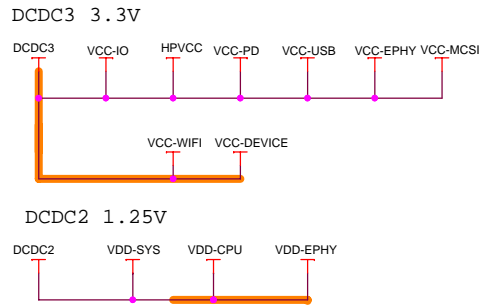 DCDC3 3.3V
DCDC3 VCC-IO HPVCC VCC-PD VCC-USB VCC-EPHY VCC-MCSI
VCC-WIFI VCC-DEVICE
DCDC2 1.25V
DCDC2 VDD-SYS VDD-CPU VDD-EPHY